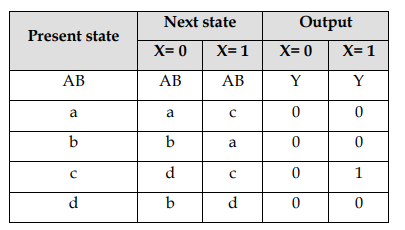 Present state Next state Output
X= 0 X= 1 X= 0 X= 1
AB AB AB Y Y
a a c 0 0
b b a 0 0
c d c 0 1
d b d 0 0